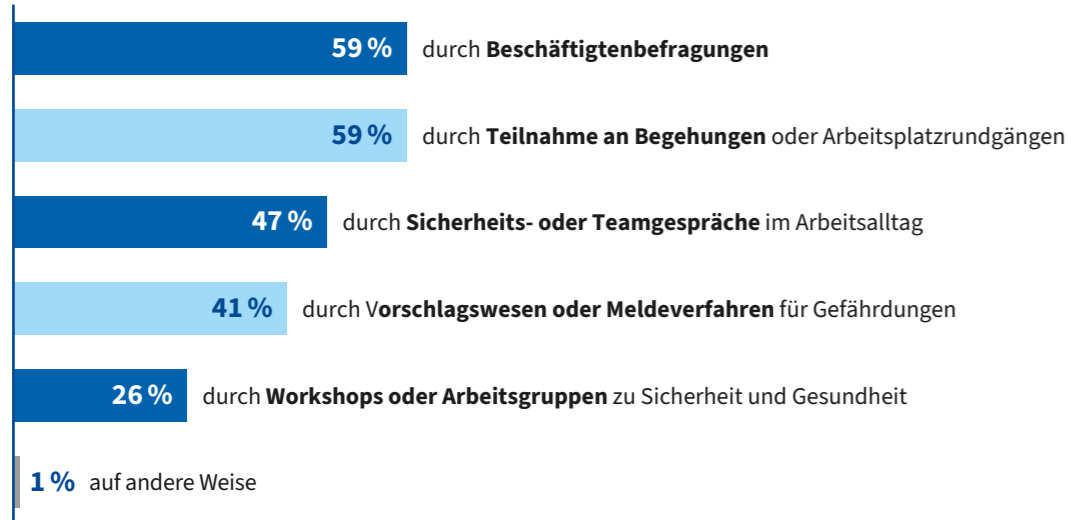 59 % durch Beschäftigtenbefragungen
59 % durch Teilnahme an Begehungen oder Arbeitsplatzrundgängen
47 % durch Sicherheits- oder Teamgespräche im Arbeitsalltag
41 % durch Vorschlagswesen oder Meldeverfahren für Gefährdungen
26 % durch Workshops oder Arbeitsgruppen zu Sicherheit und Gesundheit
1 % auf andere Weise